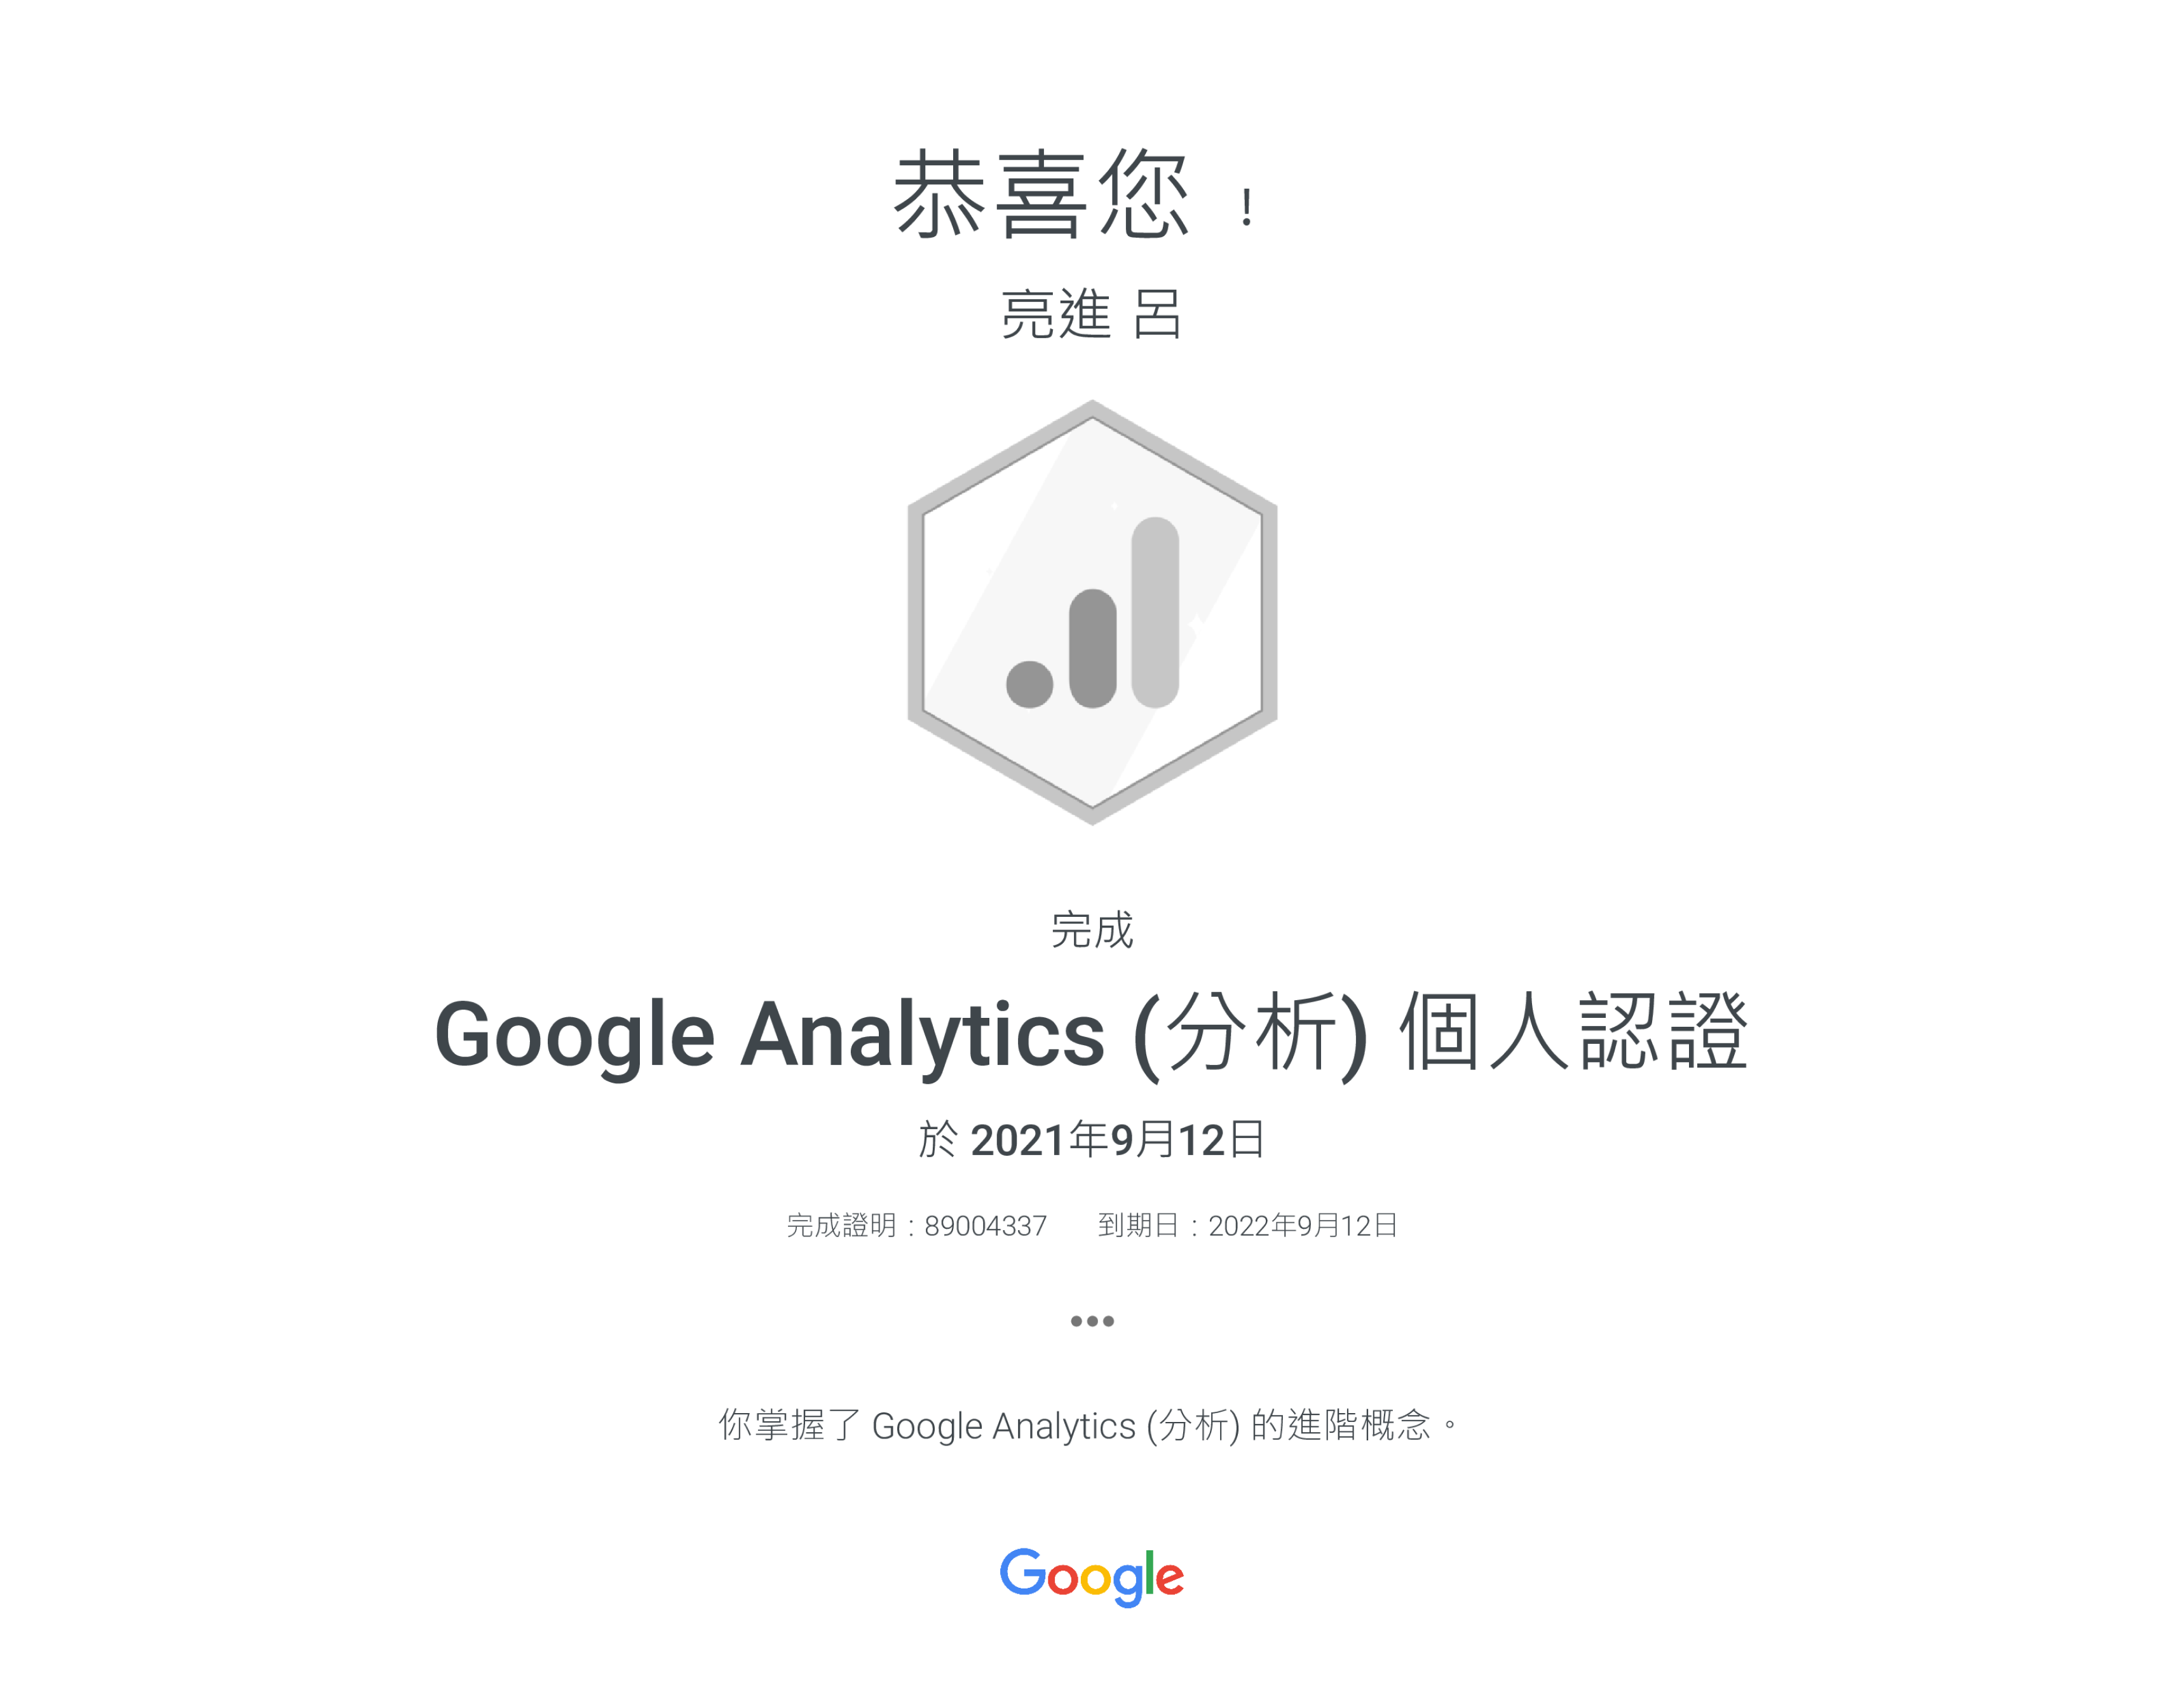 恭喜您！
亮進 呂
完成
Google Analytics (分析) 個人認證
於 2021年9月12日
完成證明：89004337 到期日：2022年9月12日
你掌握了 Google Analytics (分析) 的進階概念。
Google